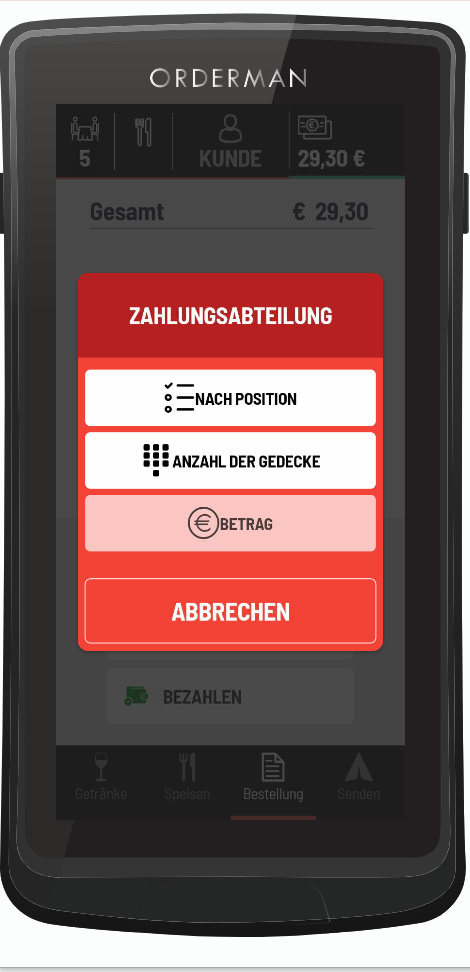 ORDERMAN
5
KUNDE
29,30 €
Gesamt
€ 29,30
ZAHLUNGSABTEILUNG
NACH POSITION
ANZAHL DER GEDECKE
BETRAG
ABBRECHEN
BEZAHLEN
Getränke
Speisen
Bestellung
Senden